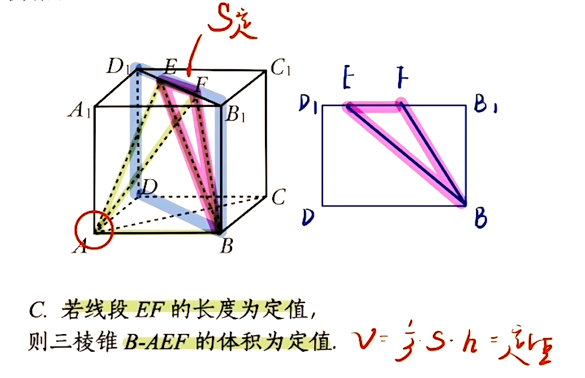 S定
D₁ E F C₁
A₁ B₁
D C
A B
E F
D₁ B₁
D B
C. 若线段 EF 的长度为定值,
则三棱锥 B-AEF 的体积为定值. V=⅓·S·h=定值